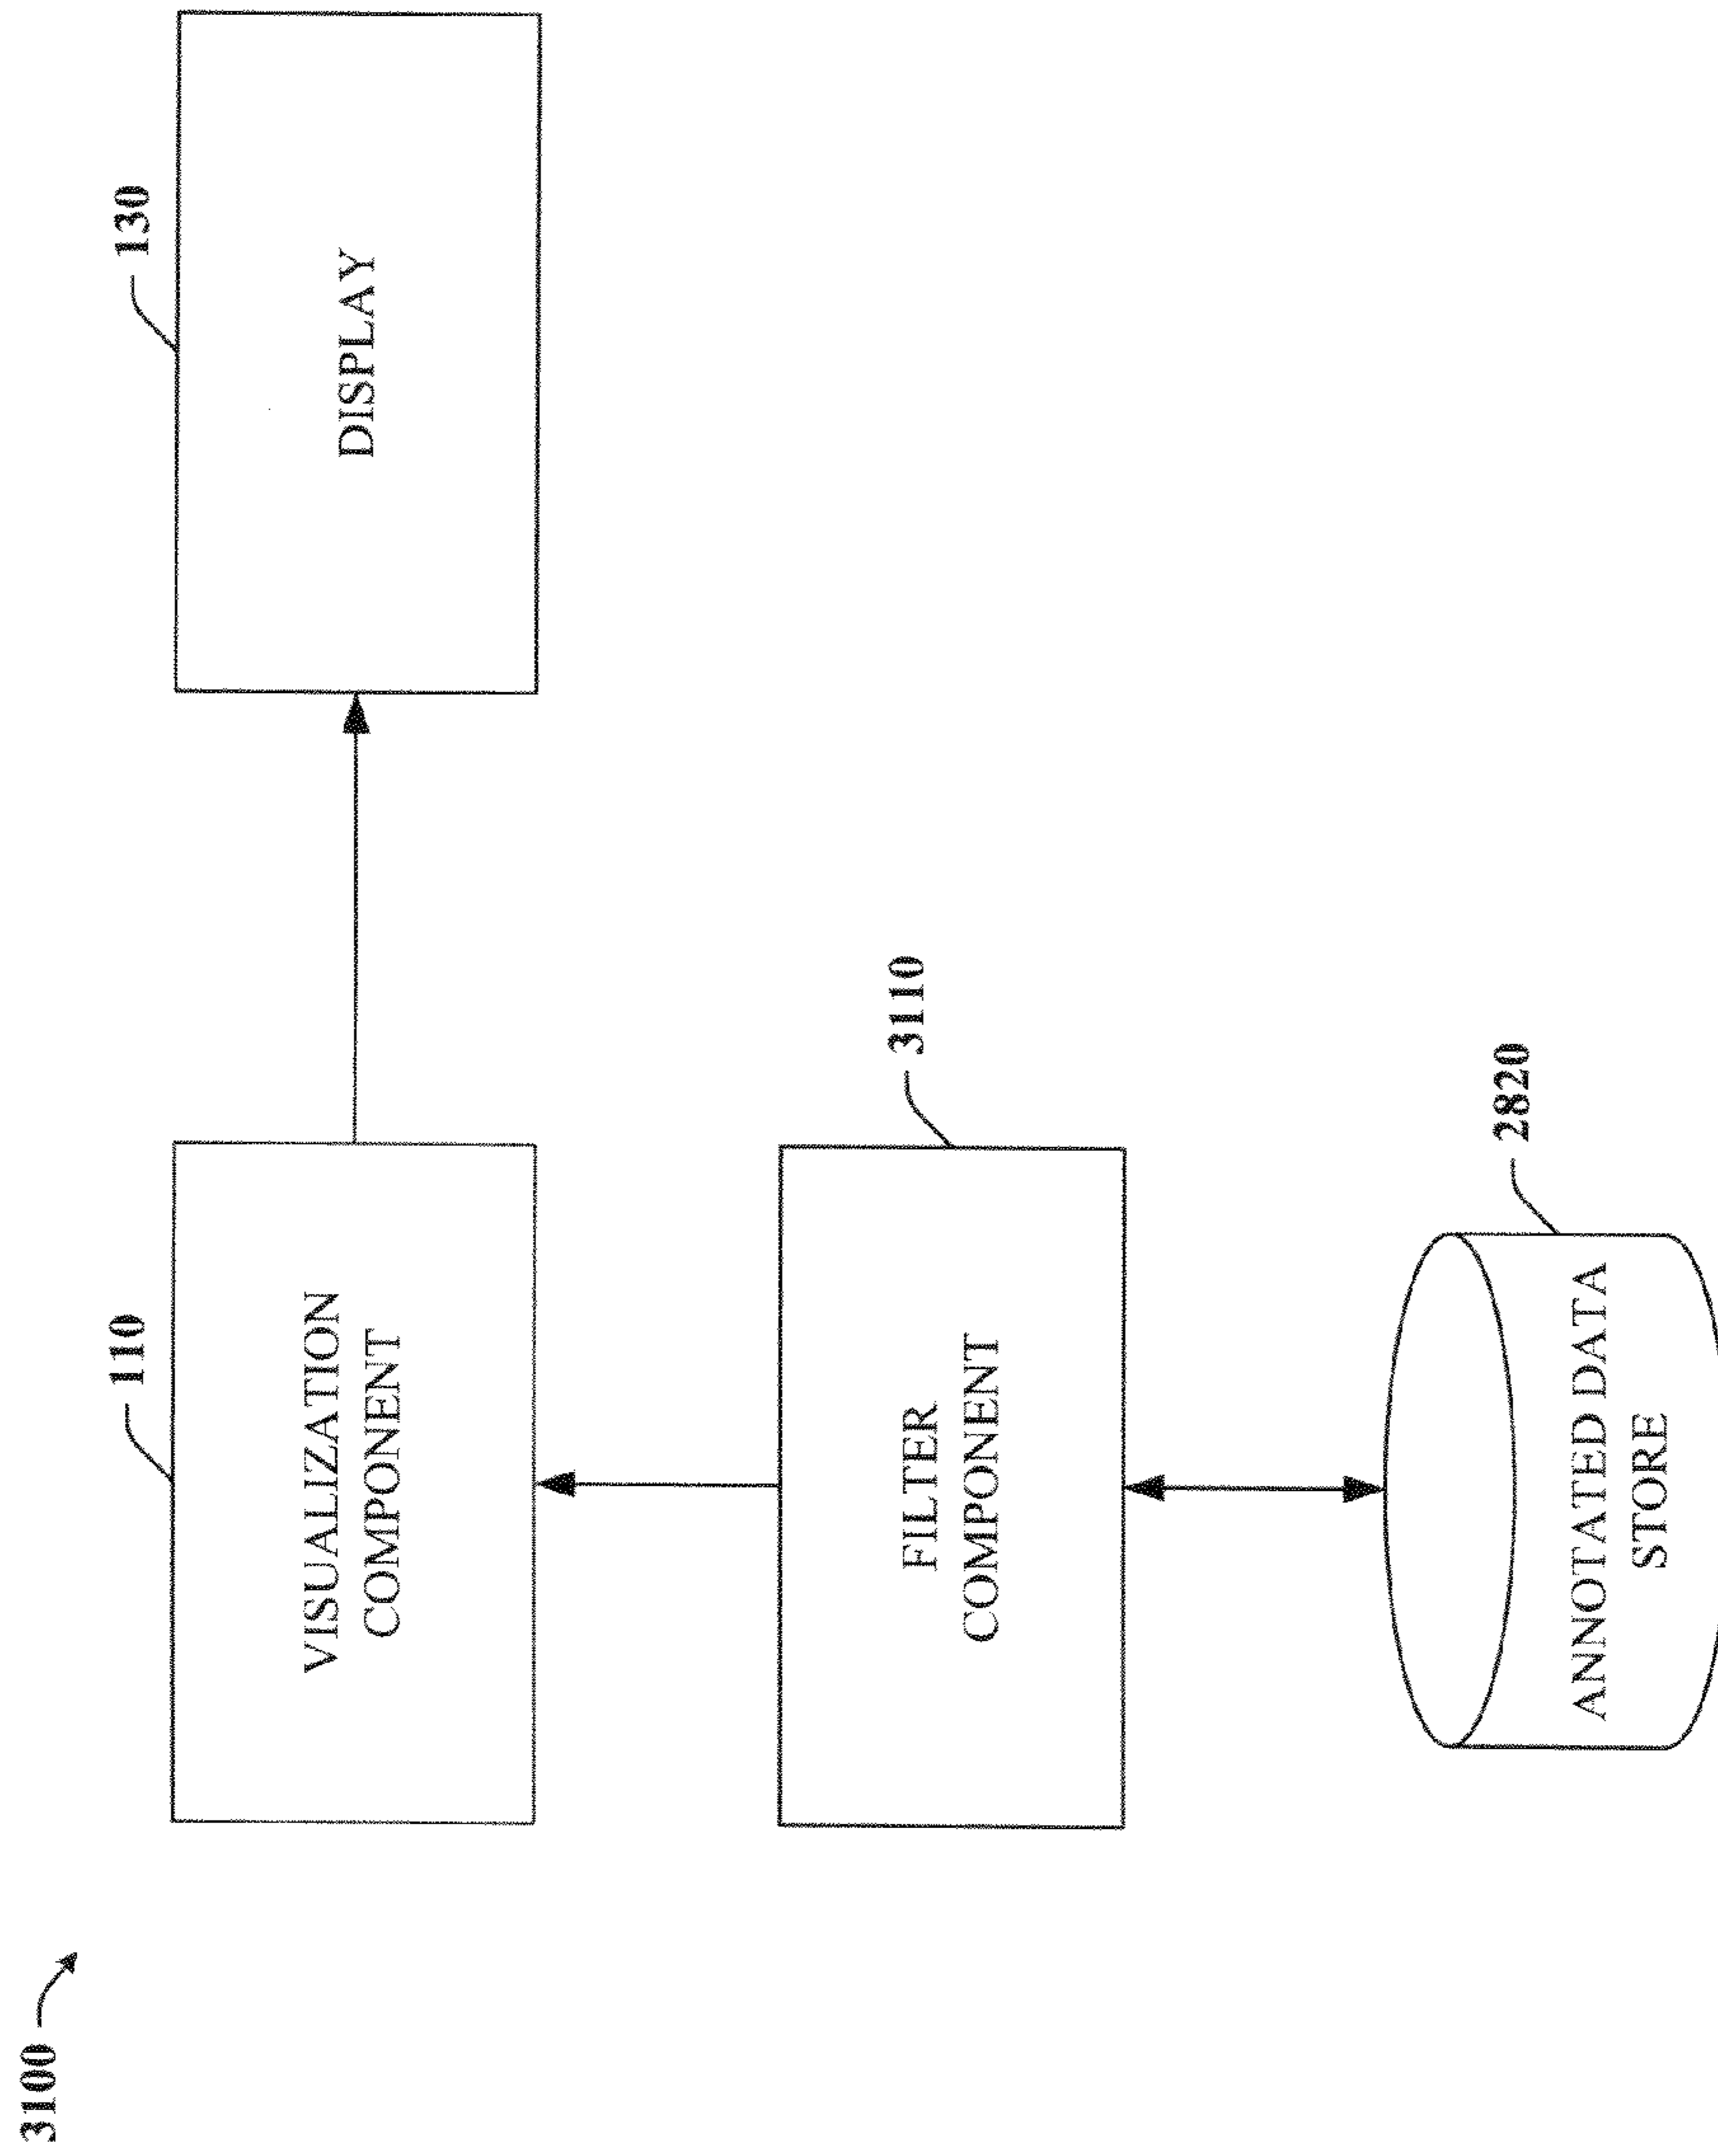 3100
110
VISUALIZATION
COMPONENT
130
DISPLAY
3110
FILTER
COMPONENT
2820
ANNOTATED DATA
STORE